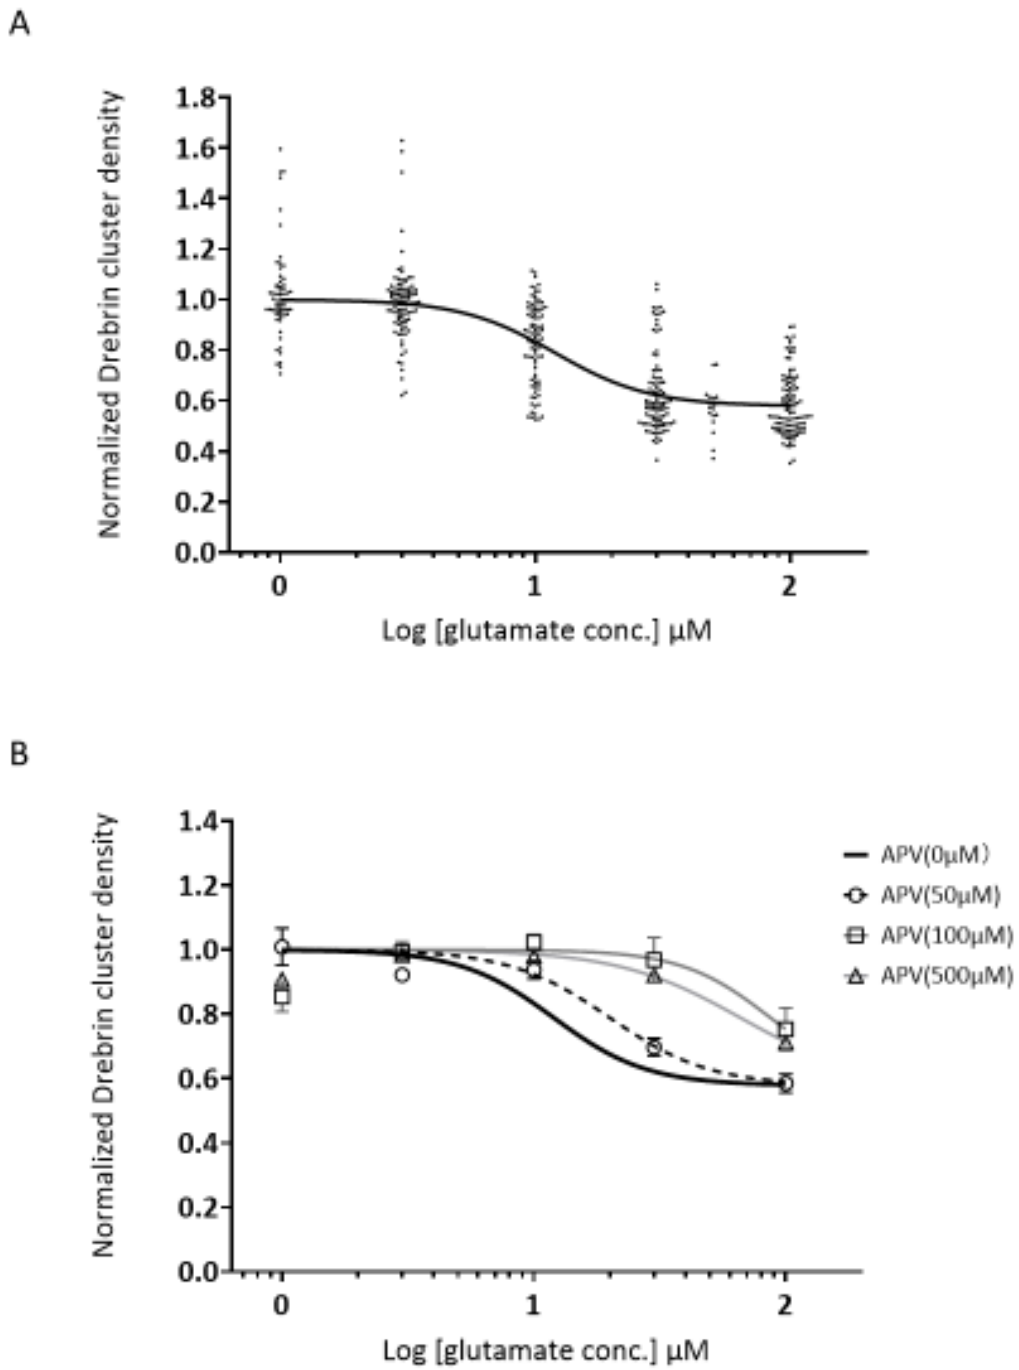 A
Normalized Drebrin cluster density
1.8
1.6
1.4
1.2
1.0
0.8
0.6
0.4
0.2
0.0
0 1 2
Log [glutamate conc.] µM
B
Normalized Drebrin cluster density
1.4
1.2
1.0
0.8
0.6
0.4
0.2
0.0
0 1 2
Log [glutamate conc.] µM
APV(0µM)
APV(50µM)
APV(100µM)
APV(500µM)